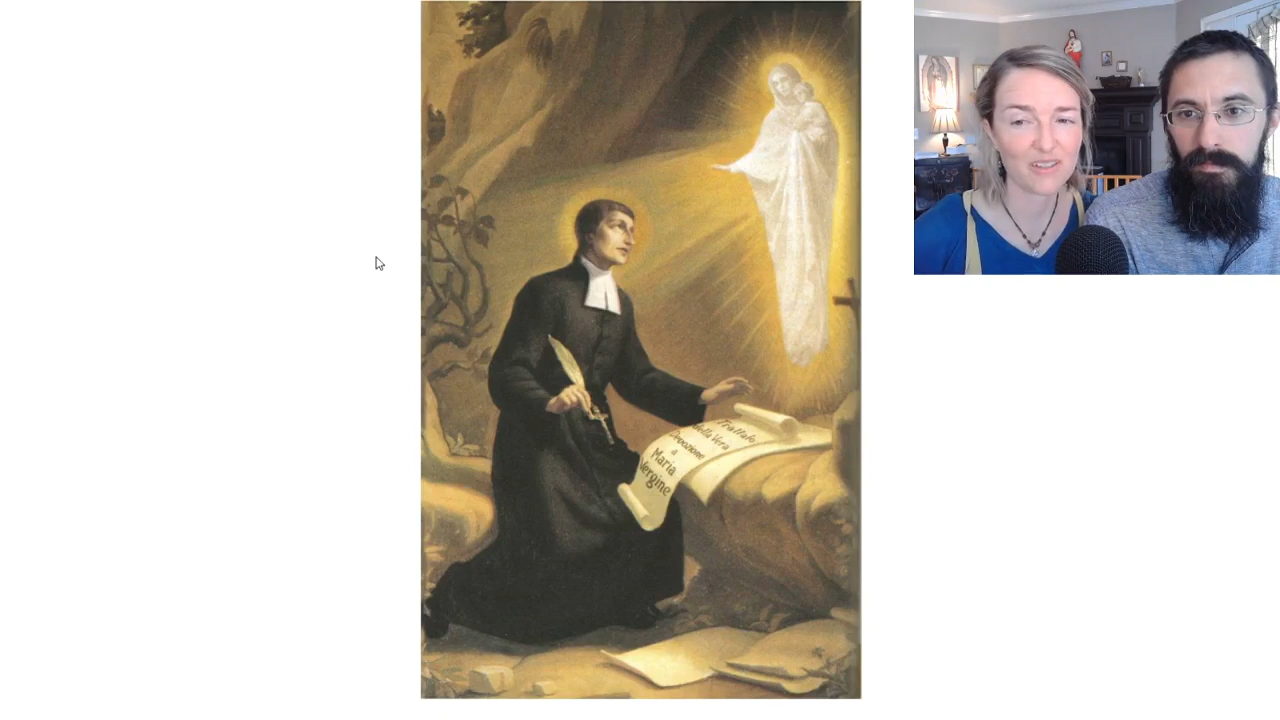 Trattato
della Vera
Devozione
a
Maria
Vergine